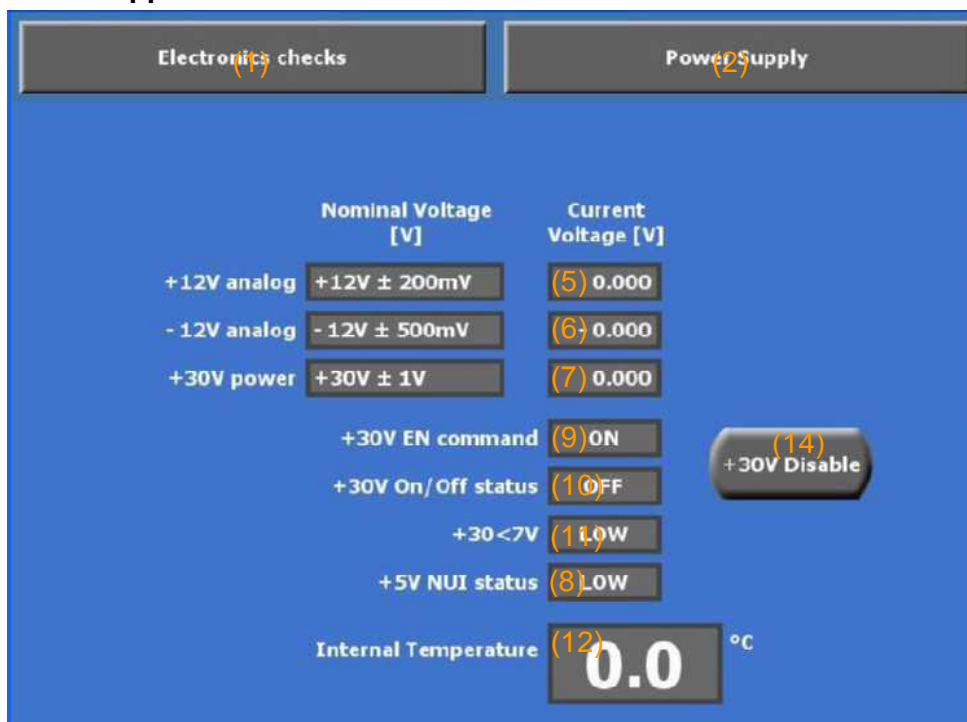 Electronics checks (1) Power Supply (2)
Nominal Voltage [V] Current Voltage [V]
+12V analog +12V ± 200mV (5) 0.000
- 12V analog - 12V ± 500mV (6) - 0.000
+30V power +30V ± 1V (7) 0.000
+30V EN command (9) ON
(14)
+30V Disable
+30V On/Off status (10) OFF
+30<7V (11) LOW
+5V NUI status (8) LOW
Internal Temperature (12) 0.0 °C